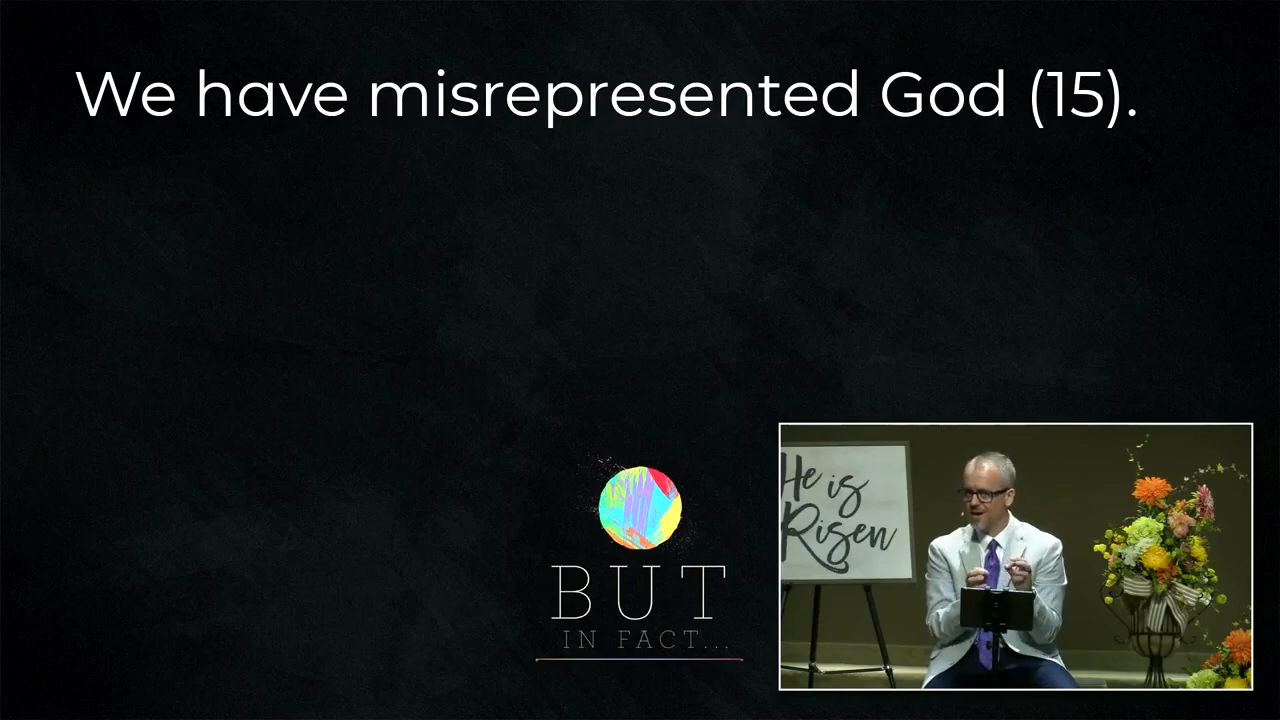 We have misrepresented God (15).
BUT
IN FACT...
He is
Risen